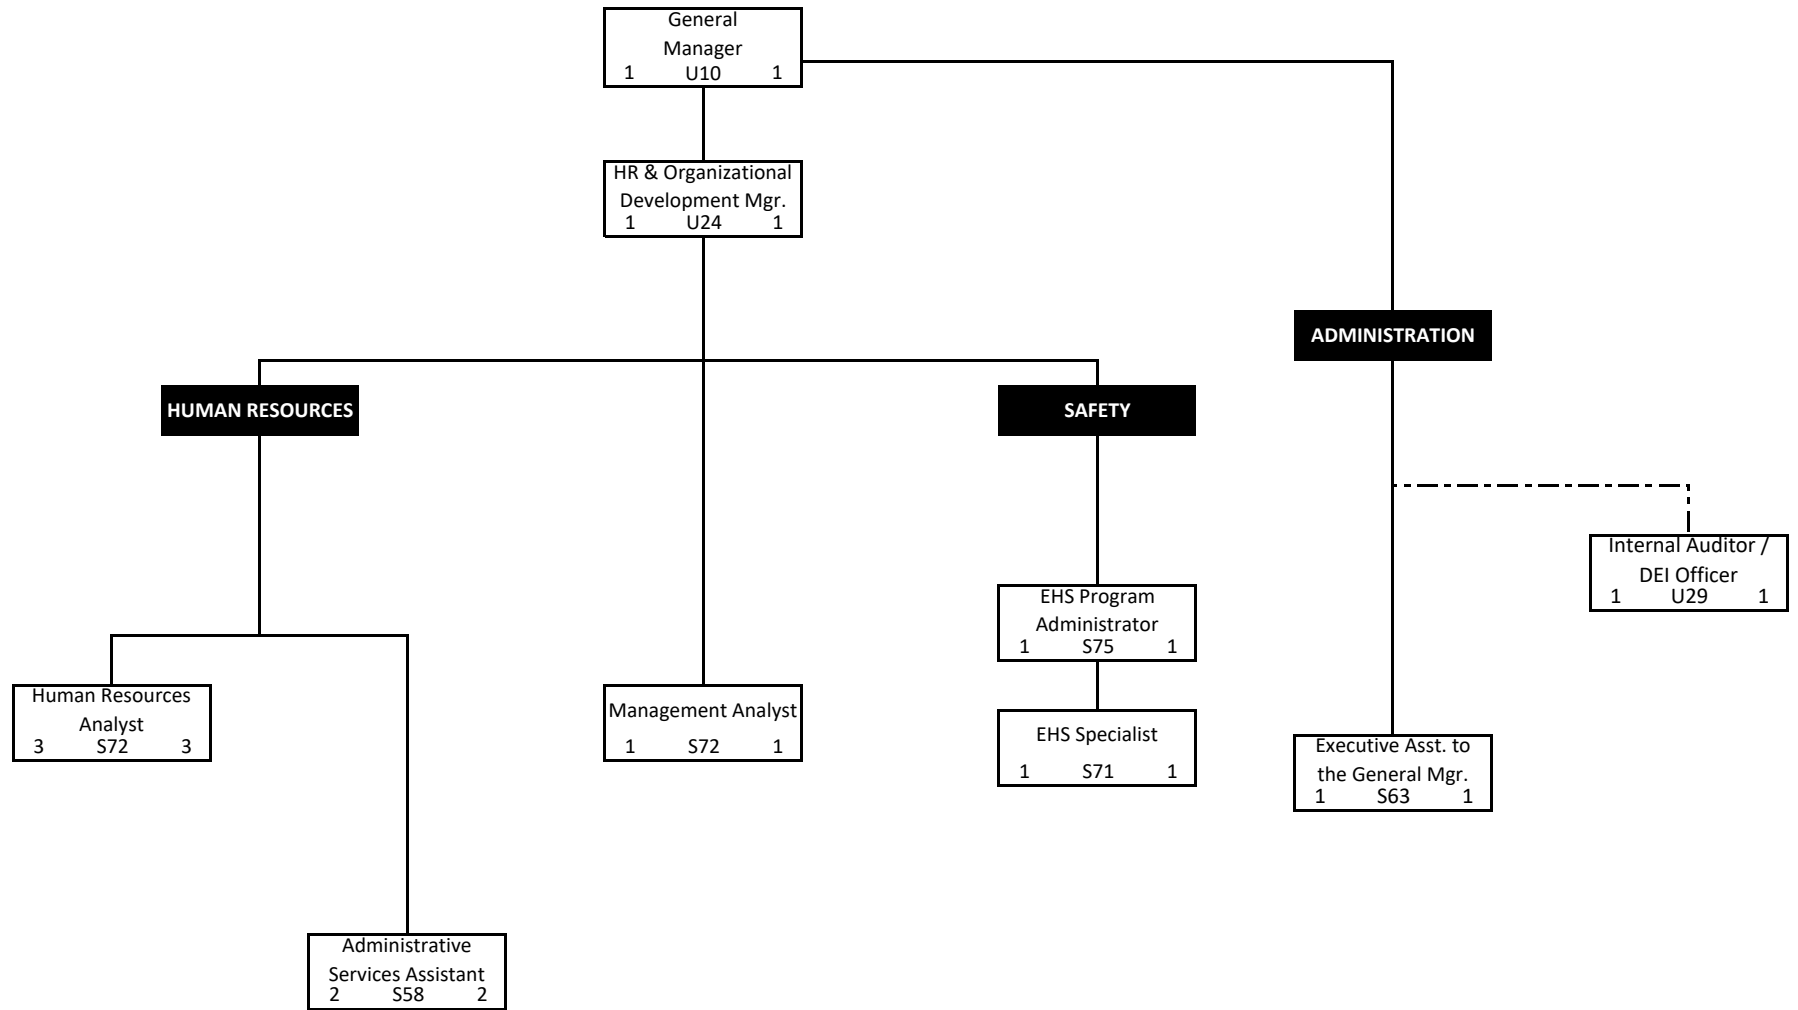 General
Manager
1 U10 1
HR & Organizational
Development Mgr.
1 U24 1
ADMINISTRATION
HUMAN RESOURCES
SAFETY
Internal Auditor /
DEI Officer
1 U29 1
EHS Program
Administrator
1 S75 1
Human Resources
Analyst
3 S72 3
Management Analyst
1 S72 1
EHS Specialist
1 S71 1
Executive Asst. to
the General Mgr.
1 S63 1
Administrative
Services Assistant
2 S58 2